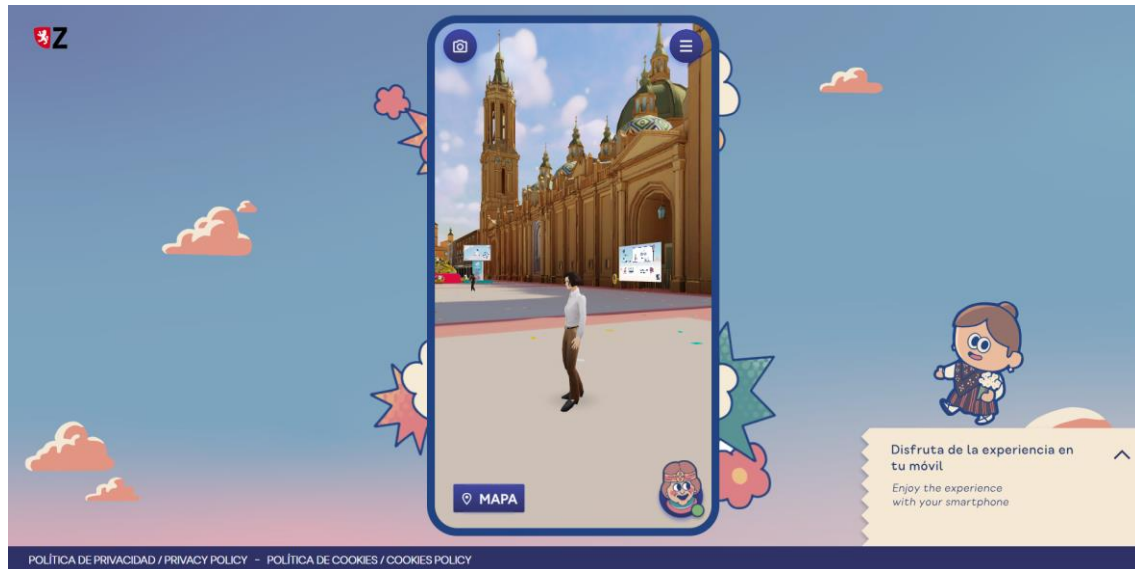 Z
MAPA
Disfruta de la experiencia en
tu móvil
Enjoy the experience
with your smartphone
POLÍTICA DE PRIVACIDAD / PRIVACY POLICY - POLÍTICA DE COOKIES / COOKIES POLICY